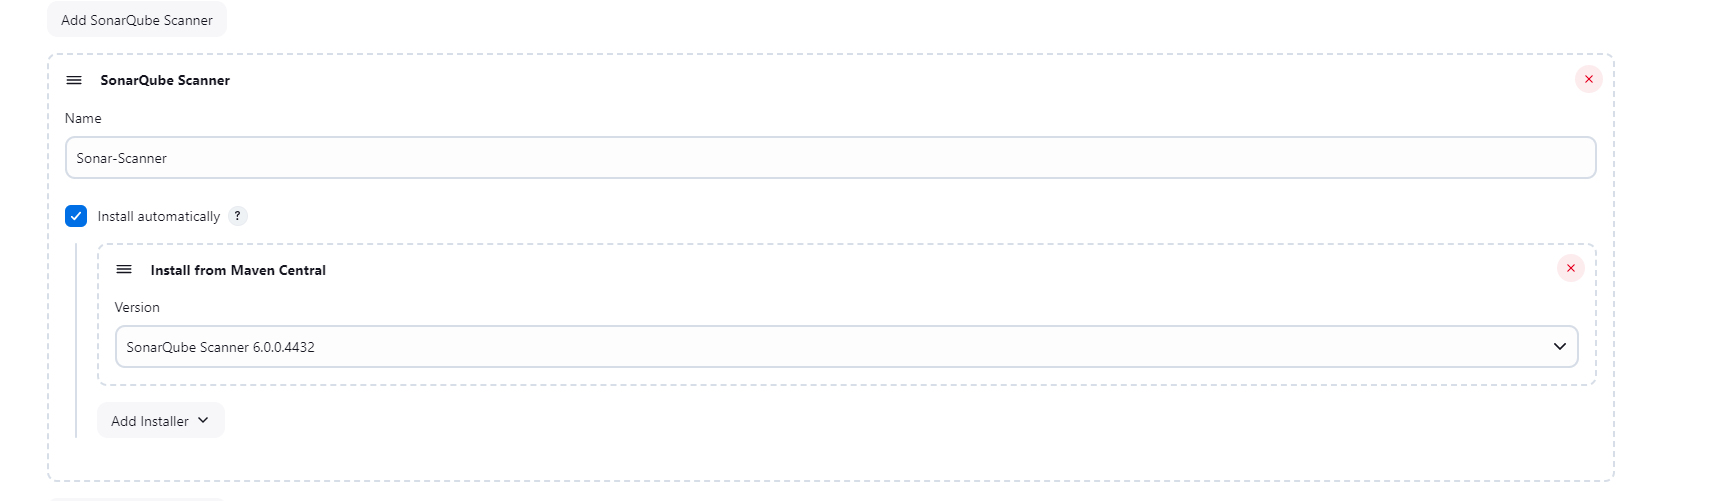 Add SonarQube Scanner
SonarQube Scanner
Name
Sonar-Scanner
Install automatically ?
Install from Maven Central
Version
SonarQube Scanner 6.0.0.4432
Add Installer